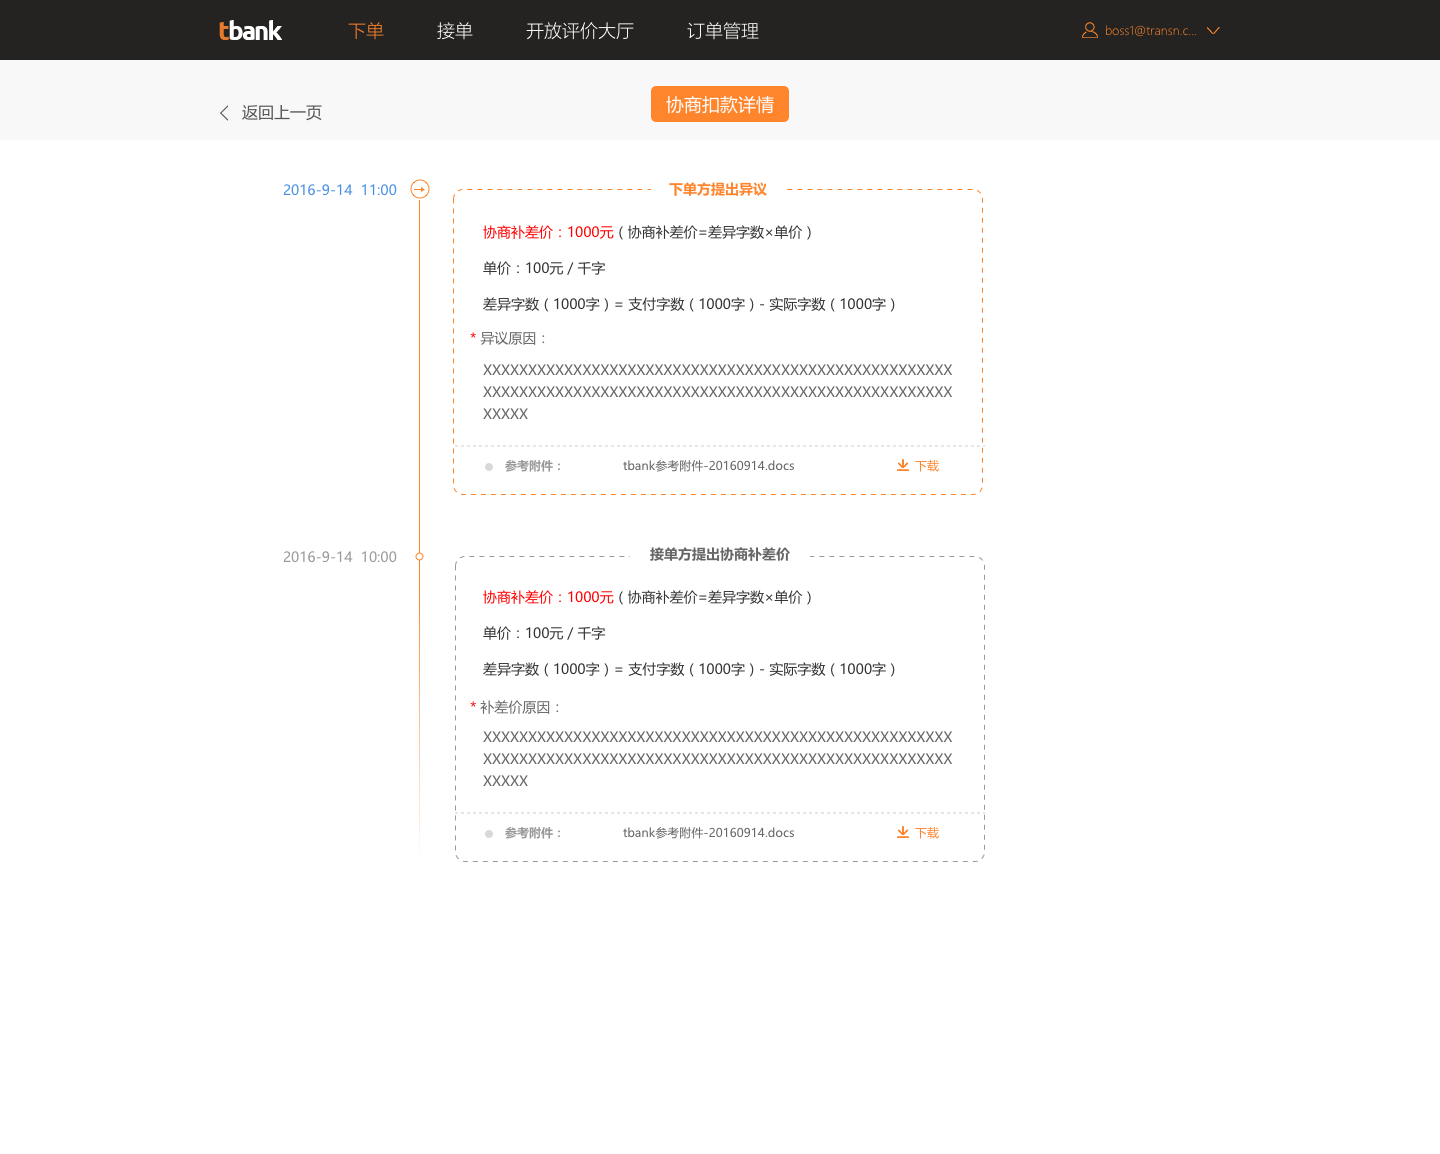 tbank 下单 接单 开放评价大厅 订单管理 boss1@transn.c...
返回上一页 协商扣款详情
2016-9-14 11:00 下单方提出异议
协商补差价：1000元（协商补差价=差异字数×单价）
单价：100元 / 千字
差异字数（1000字）= 支付字数（1000字）- 实际字数（1000字）
* 异议原因：
XXXXXXXXXXXXXXXXXXXXXXXXXXXXXXXXXXXXXXXXXXXXXXXXXXXX
XXXXXXXXXXXXXXXXXXXXXXXXXXXXXXXXXXXXXXXXXXXXXXXXXXXX
XXXXX
参考附件： tbank参考附件-20160914.docs 下载
2016-9-14 10:00 接单方提出协商补差价
协商补差价：1000元（协商补差价=差异字数×单价）
单价：100元 / 千字
差异字数（1000字）= 支付字数（1000字）- 实际字数（1000字）
* 补差价原因：
XXXXXXXXXXXXXXXXXXXXXXXXXXXXXXXXXXXXXXXXXXXXXXXXXXXX
XXXXXXXXXXXXXXXXXXXXXXXXXXXXXXXXXXXXXXXXXXXXXXXXXXXX
XXXXX
参考附件： tbank参考附件-20160914.docs 下载